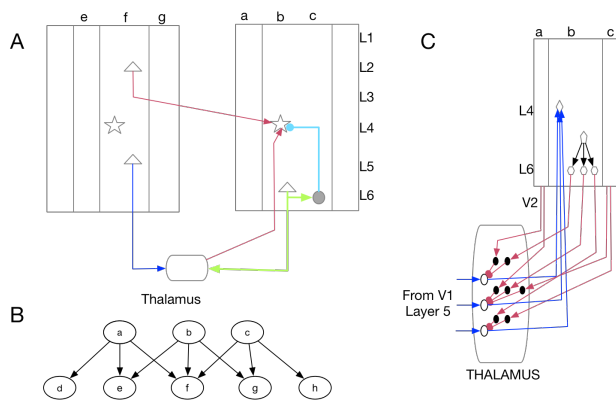 A
e f g
a b c
L1
L2
L3
L4
L5
L6
Thalamus
B
a b c
d e f g h
C
a b c
L4
L6
V2
From V1
Layer 5
THALAMUS